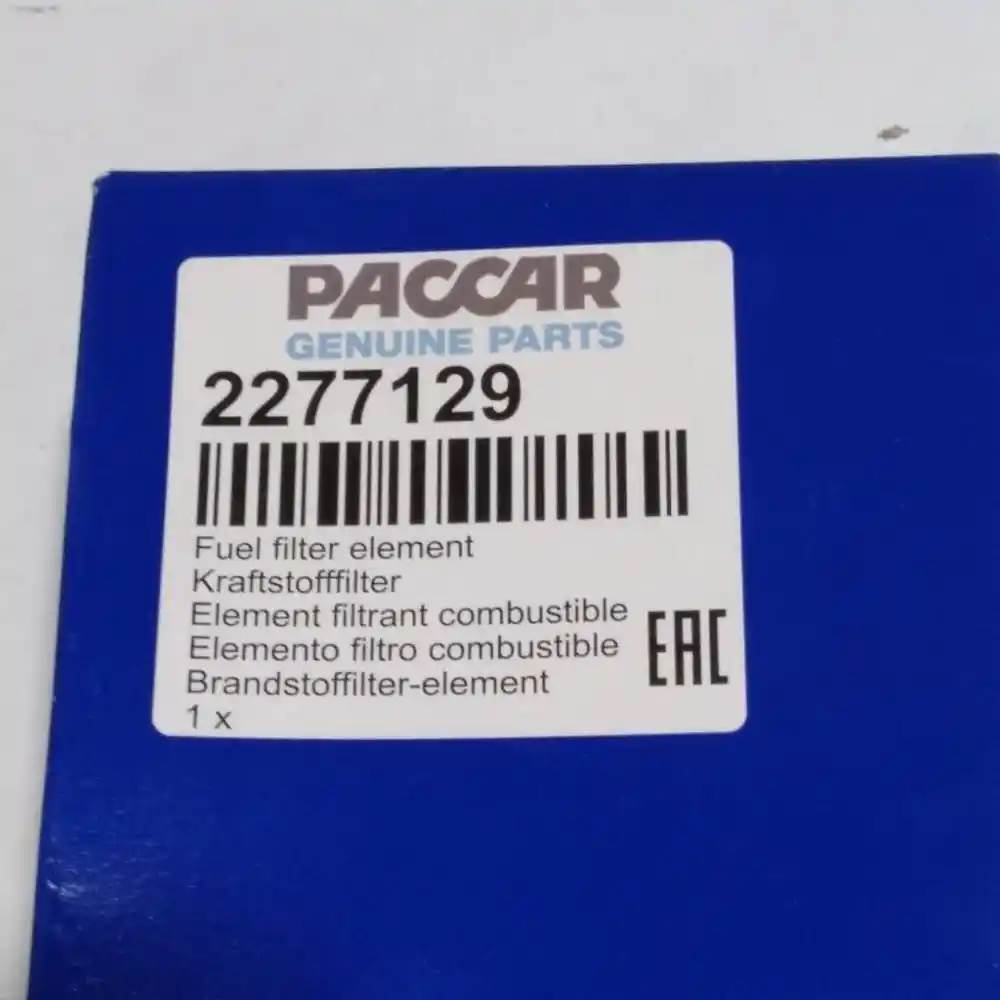 PACCAR
GENUINE PARTS
2277129
Fuel filter element
Kraftstofffilter
Element filtrant combustible
Elemento filtro combustible
Brandstoffilter-element
1 x
EAC